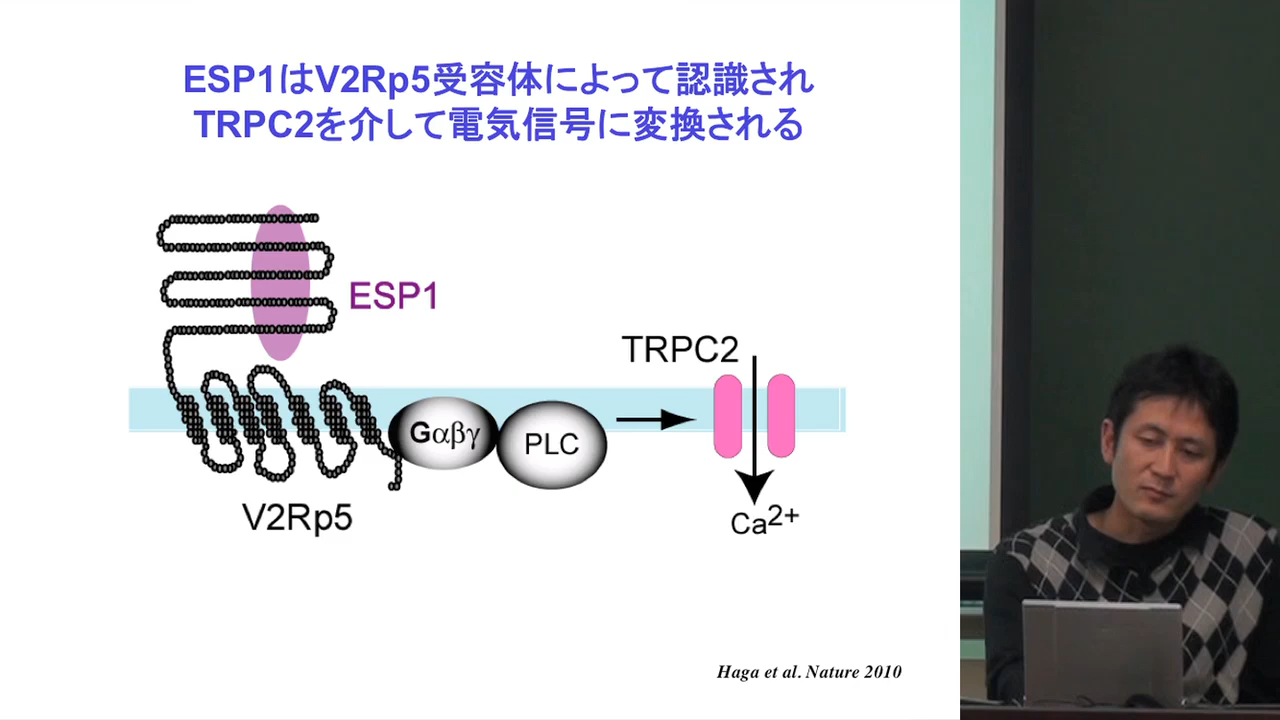 ESP1はV2Rp5受容体によって認識され
TRPC2を介して電気信号に変換される
ESP1
TRPC2
Gαβγ
PLC
V2Rp5
Ca2+
Haga et al. Nature 2010